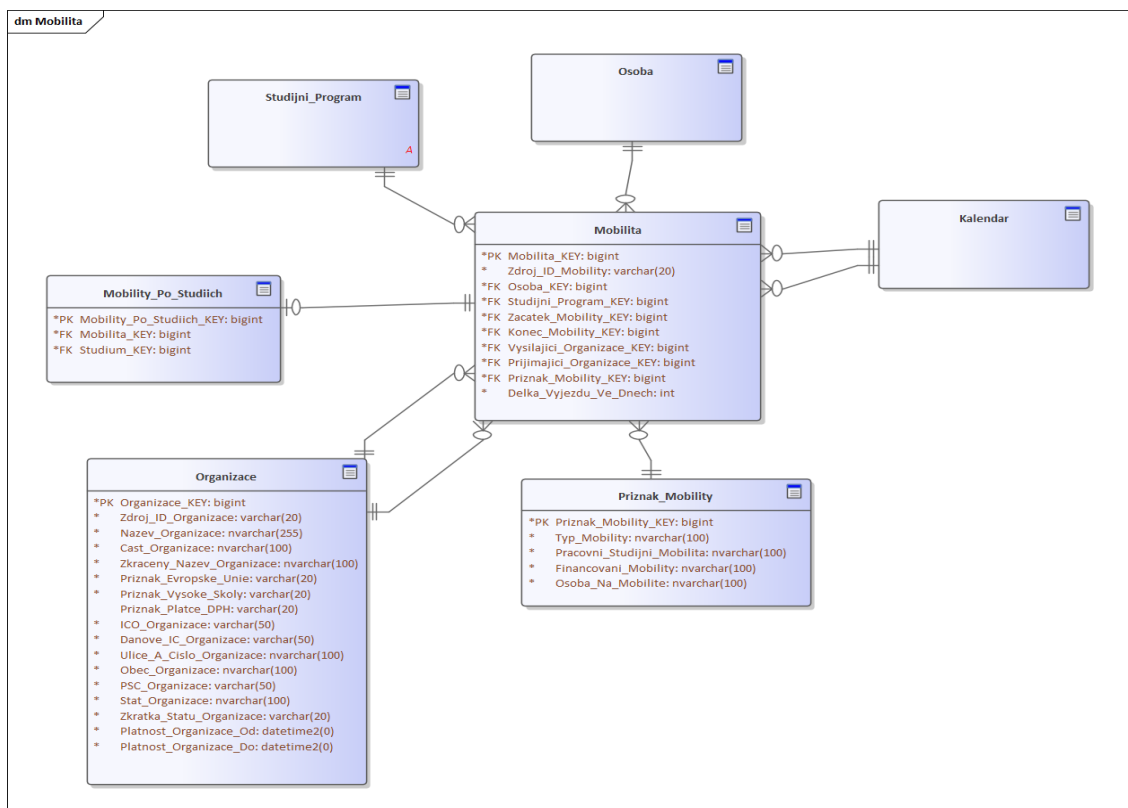 dm Mobilita
Osoba
Studijni_Program
A
Kalendar
Mobilita
*PK Mobilita_KEY: bigint
* Zdroj_ID_Mobility: varchar(20)
*FK Osoba_KEY: bigint
*FK Studijni_Program_KEY: bigint
*FK Zacatek_Mobility_KEY: bigint
*FK Konec_Mobility_KEY: bigint
*FK Vysilajici_Organizace_KEY: bigint
*FK Prijimajici_Organizace_KEY: bigint
*FK Priznak_Mobility_KEY: bigint
* Delka_Vyjezdu_Ve_Dnech: int
Mobility_Po_Studiich
*PK Mobility_Po_Studiich_KEY: bigint
*FK Mobilita_KEY: bigint
*FK Studium_KEY: bigint
Organizace
*PK Organizace_KEY: bigint
* Zdroj_ID_Organizace: varchar(20)
* Nazev_Organizace: nvarchar(255)
* Cast_Organizace: nvarchar(100)
* Zkraceny_Nazev_Organizace: nvarchar(100)
* Priznak_Evropske_Unie: varchar(20)
* Priznak_Vysoke_Skoly: varchar(20)
Priznak_Platce_DPH: varchar(20)
* ICO_Organizace: varchar(50)
* Danove_IC_Organizace: varchar(50)
* Ulice_A_Cislo_Organizace: nvarchar(100)
* Obec_Organizace: nvarchar(100)
* PSC_Organizace: varchar(50)
* Stat_Organizace: nvarchar(100)
* Zkratka_Statu_Organizace: varchar(20)
* Platnost_Organizace_Od: datetime2(0)
* Platnost_Organizace_Do: datetime2(0)
Priznak_Mobility
*PK Priznak_Mobility_KEY: bigint
* Typ_Mobility: nvarchar(100)
* Pracovni_Studijni_Mobilita: nvarchar(100)
* Financovani_Mobility: nvarchar(100)
* Osoba_Na_Mobilite: nvarchar(100)